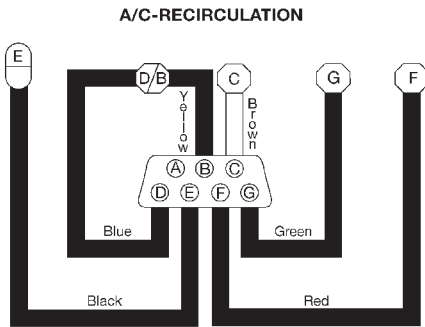 A/C-RECIRCULATION
E
D/B
C
G
F
Yellow
Brown
A B C
D E F G
Blue
Green
Black
Red